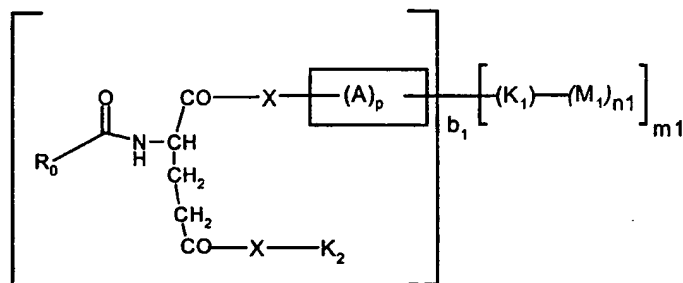 O CO—X—(A)p b1 (K1)—(M1)n1 m1
R0 N H CH
CH2
CH2
CO—X—K2